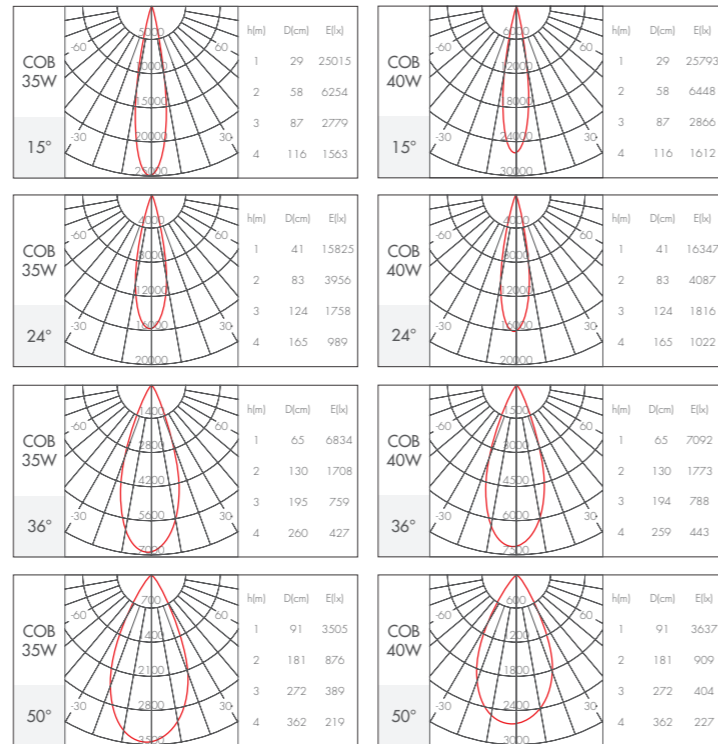 COB
35W
15°
-60
60
-30
30
5000
10000
15000
20000
25000
h(m) D(cm) E(lx)
1 29 25015
2 58 6254
3 87 2779
4 116 1563
COB
40W
15°
-60
60
-30
30
6000
12000
18000
24000
30000
h(m) D(cm) E(lx)
1 29 25793
2 58 6448
3 87 2866
4 116 1612
COB
35W
24°
-60
60
-30
30
4000
8000
12000
16000
20000
h(m) D(cm) E(lx)
1 41 15825
2 83 3956
3 124 1758
4 165 989
COB
40W
24°
-60
60
-30
30
4000
8000
12000
16000
20000
h(m) D(cm) E(lx)
1 41 16347
2 83 4087
3 124 1816
4 165 1022
COB
35W
36°
-60
60
-30
30
1400
2800
4200
5600
7000
h(m) D(cm) E(lx)
1 65 6834
2 130 1708
3 195 759
4 260 427
COB
40W
36°
-60
60
-30
30
1500
3000
4500
6000
7500
h(m) D(cm) E(lx)
1 65 7092
2 130 1773
3 194 788
4 259 443
COB
35W
50°
-60
60
-30
30
700
1400
2100
2800
3500
h(m) D(cm) E(lx)
1 91 3505
2 181 876
3 272 389
4 362 219
COB
40W
50°
-60
60
-30
30
600
1200
1800
2400
3000
h(m) D(cm) E(lx)
1 91 3637
2 181 909
3 272 404
4 362 227